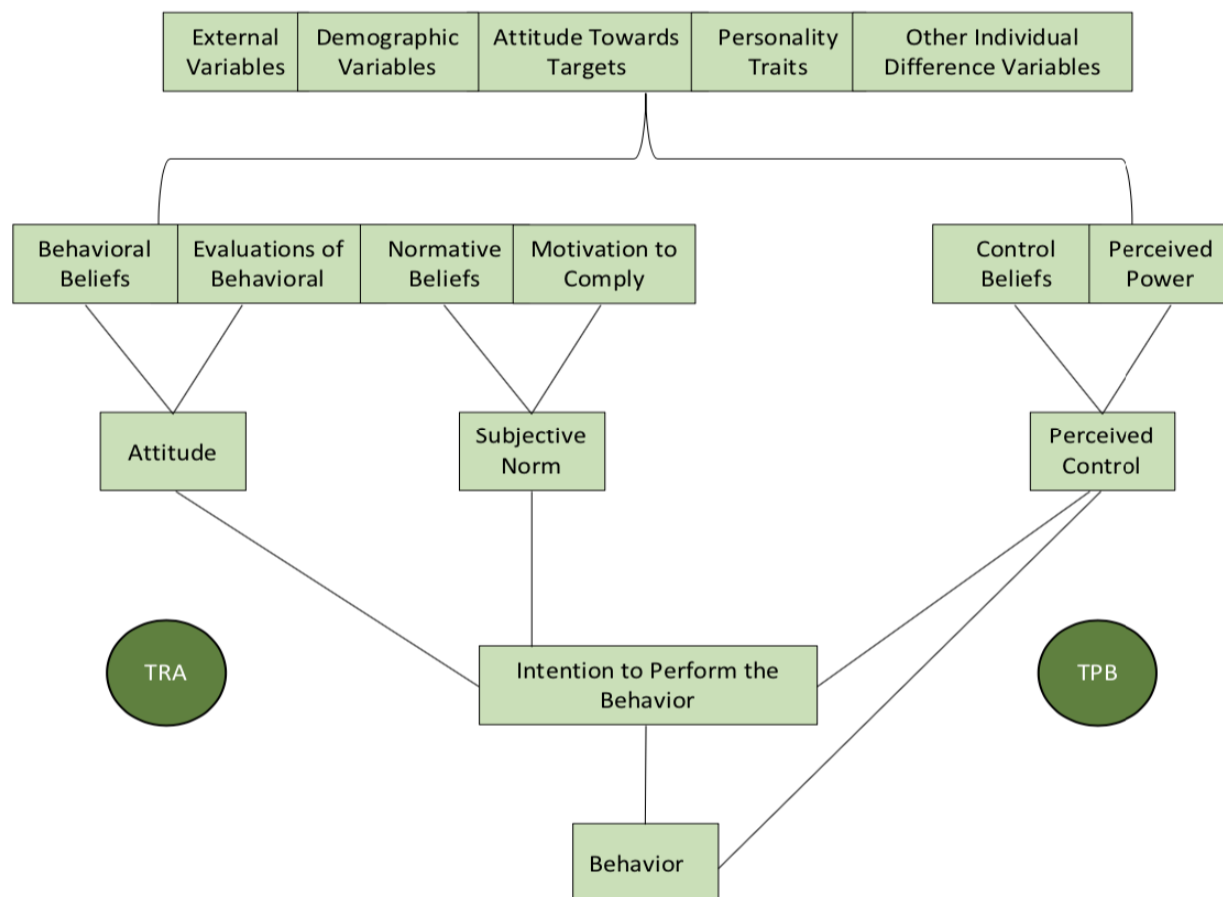 External
Variables
Demographic
Variables
Attitude Towards
Targets
Personality
Traits
Other Individual
Difference Variables
Behavioral
Beliefs
Evaluations of
Behavioral
Normative
Beliefs
Motivation to
Comply
Control
Beliefs
Perceived
Power
Attitude
Subjective
Norm
Perceived
Control
TRA
Intention to Perform the
Behavior
TPB
Behavior